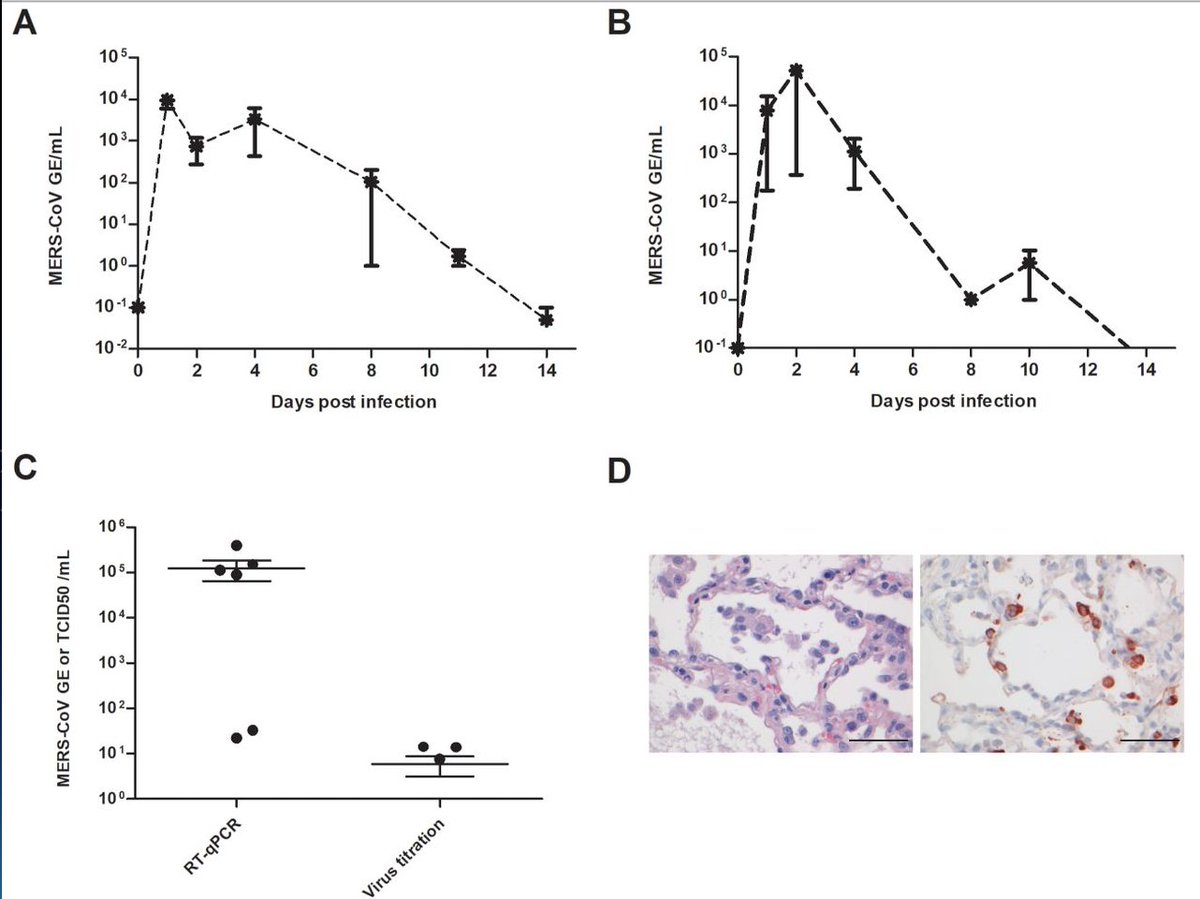 A
10^5
10^4
10^3
10^2
10^1
10^0
10^-1
10^-2
MERS-CoV GE/mL
0 2 4 6 8 10 12 14
Days post infection
B
10^5
10^4
10^3
10^2
10^1
10^0
10^-1
MERS-CoV GE/mL
0 2 4 6 8 10 12 14
Days post infection
C
10^6
10^5
10^4
10^3
10^2
10^1
10^0
MERS-CoV GE or TCID50 /mL
RT-qPCR
Virus titration
D